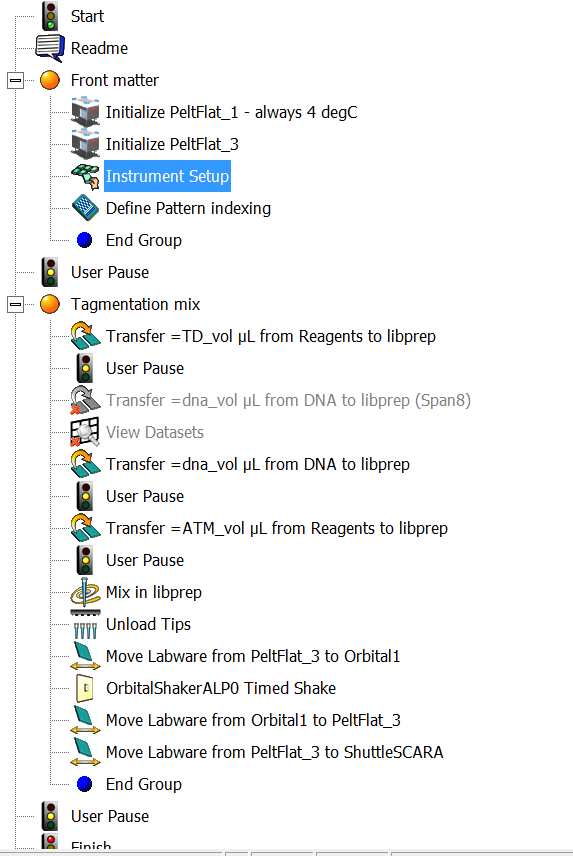 Start
Readme
Front matter
Initialize PeltFlat_1 - always 4 degC
Initialize PeltFlat_3
Instrument Setup
Define Pattern indexing
End Group
User Pause
Tagmentation mix
Transfer =TD_vol µL from Reagents to libprep
User Pause
Transfer =dna_vol µL from DNA to libprep (Span8)
View Datasets
Transfer =dna_vol µL from DNA to libprep
User Pause
Transfer =ATM_vol µL from Reagents to libprep
User Pause
Mix in libprep
Unload Tips
Move Labware from PeltFlat_3 to Orbital1
OrbitalShakerALP0 Timed Shake
Move Labware from Orbital1 to PeltFlat_3
Move Labware from PeltFlat_3 to ShuttleSCARA
End Group
User Pause
Finish